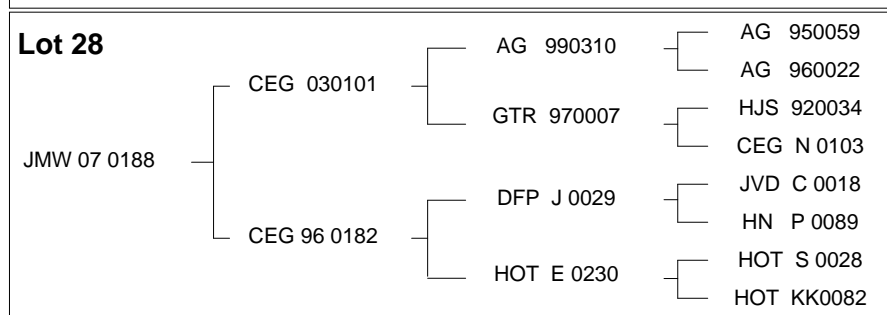 Lot 28
AG 950059
AG 990310
AG 960022
CEG 030101
HJS 920034
GTR 970007
CEG N 0103
JMW 07 0188
JVD C 0018
DFP J 0029
HN P 0089
CEG 96 0182
HOT S 0028
HOT E 0230
HOT KK0082